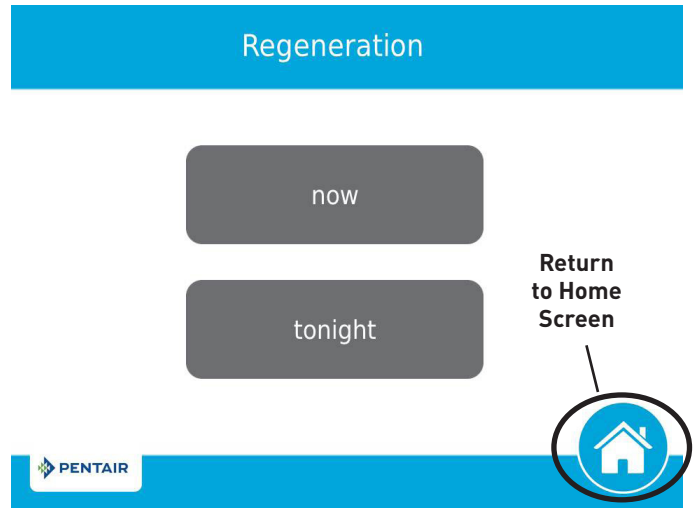 Regeneration
now
tonight
Return
to Home
Screen
PENTAIR